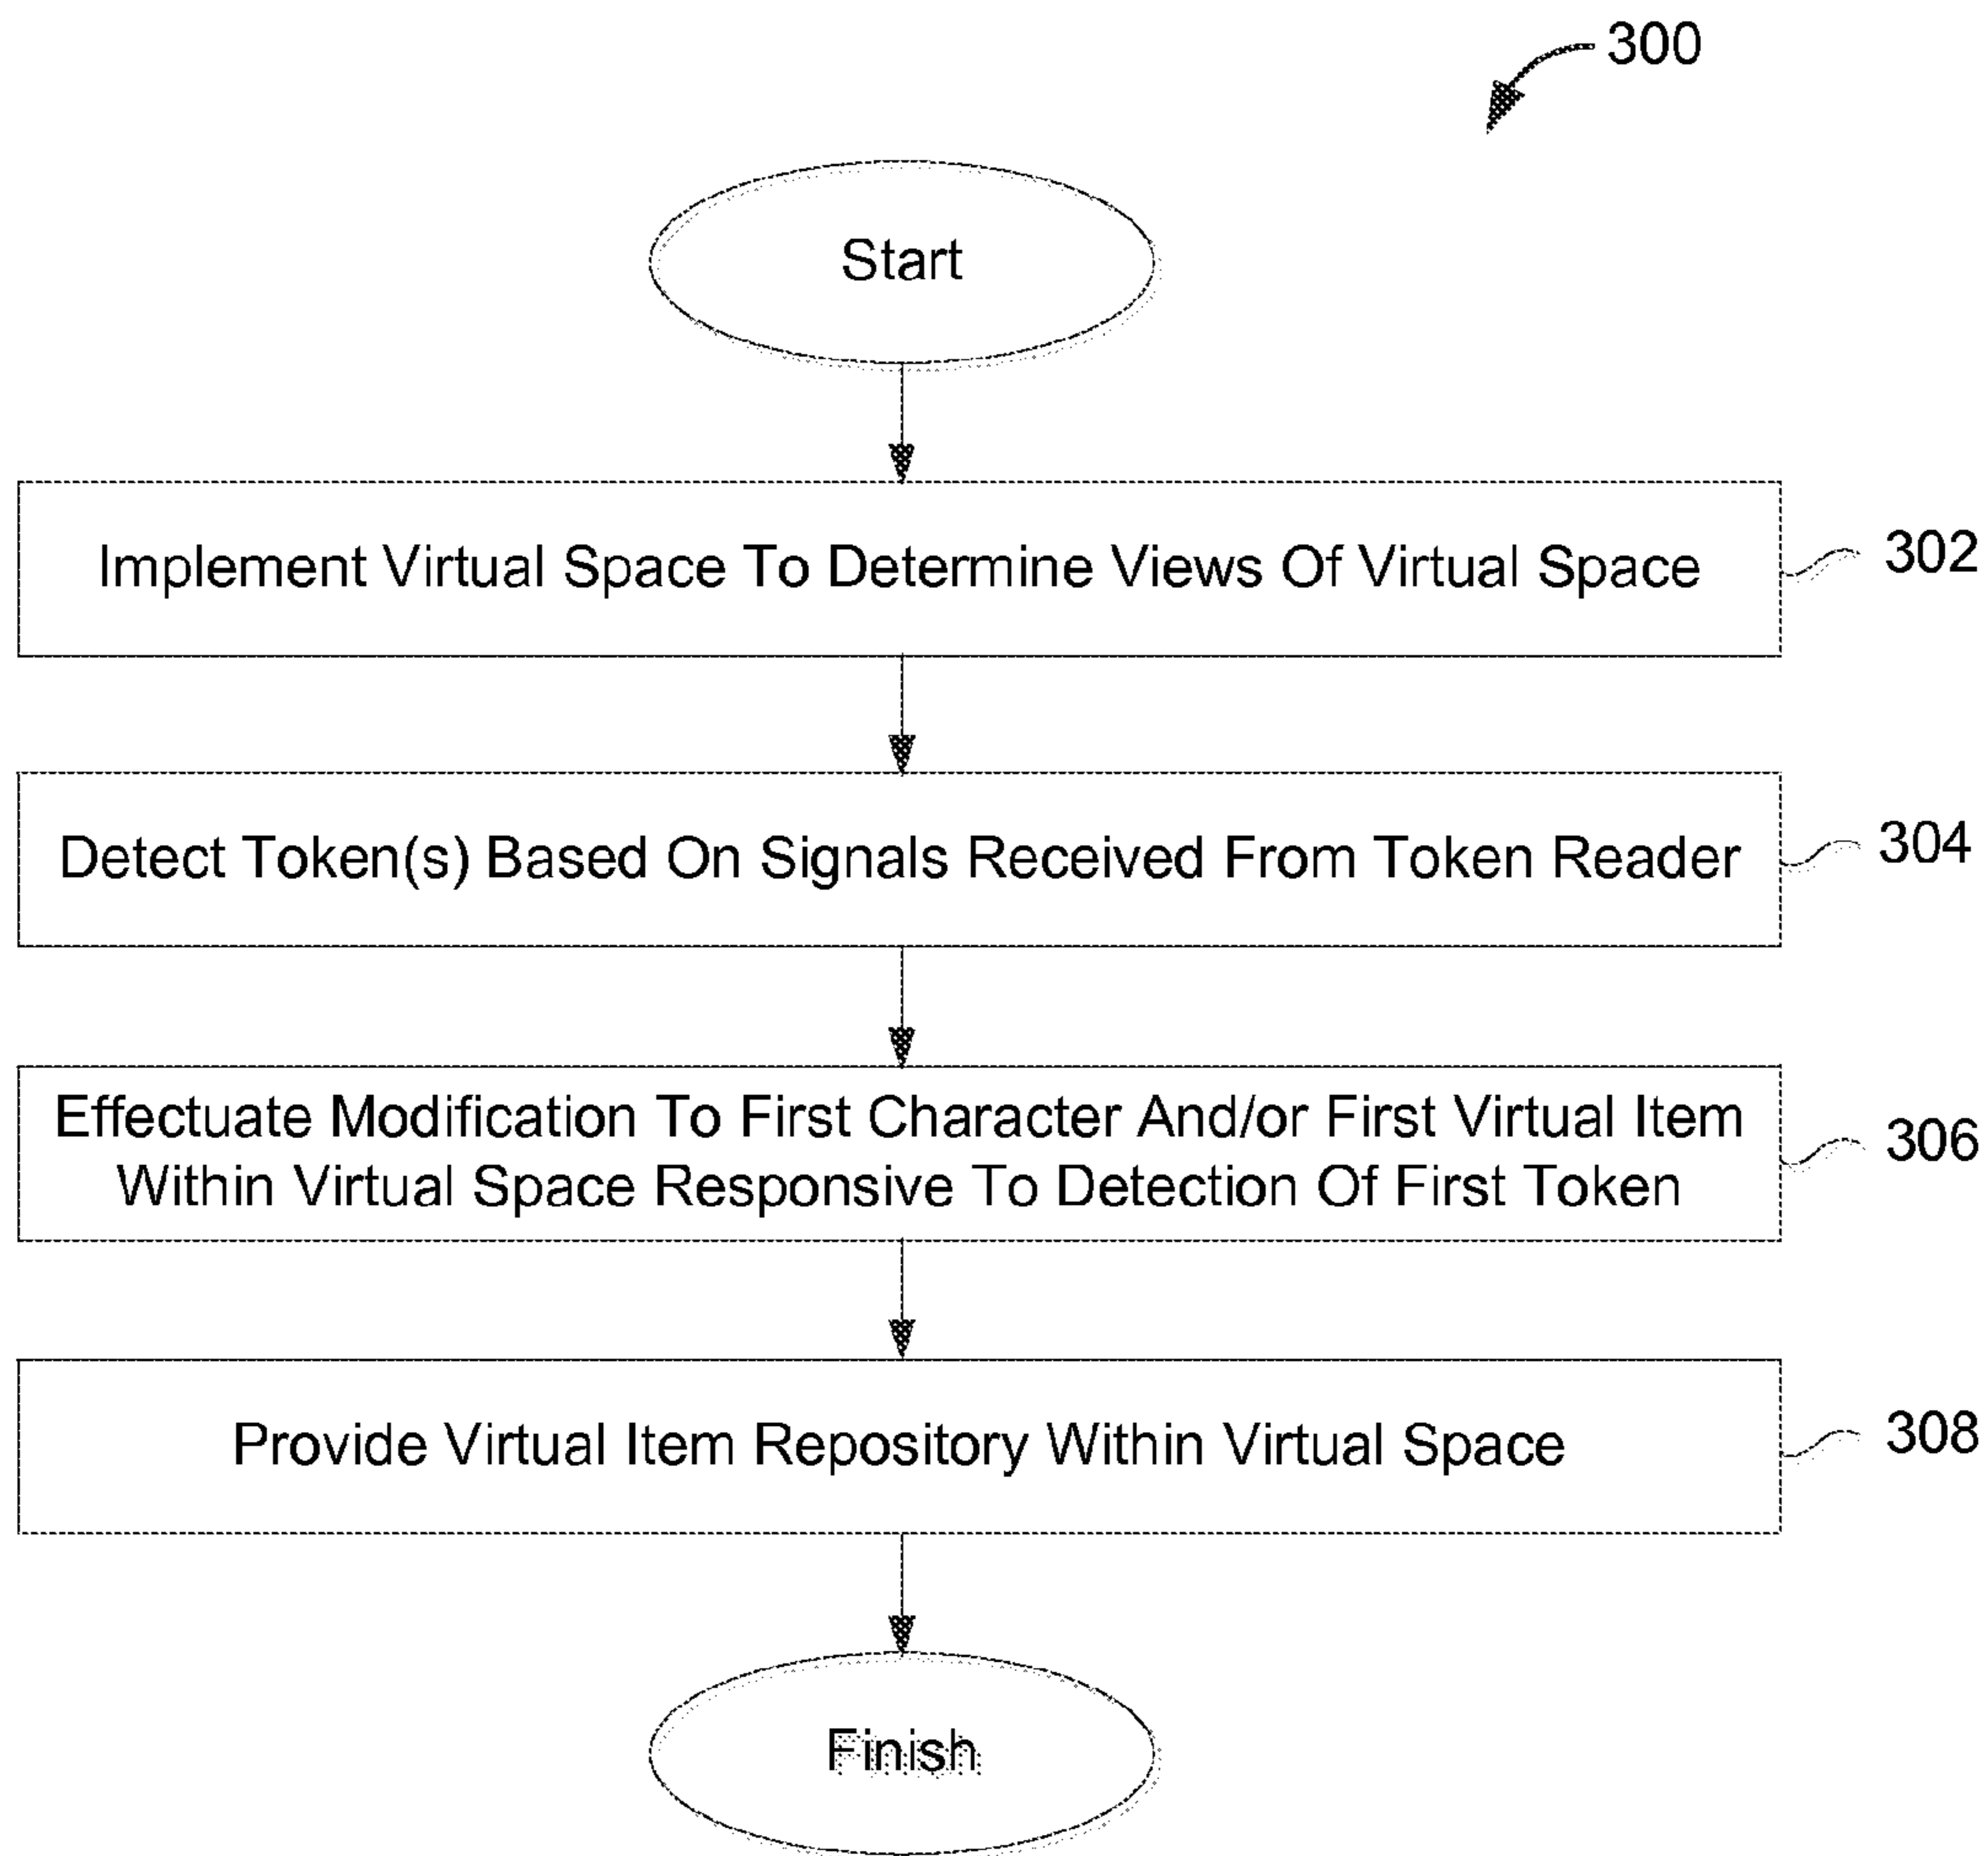 300
Start
Implement Virtual Space To Determine Views Of Virtual Space
302
Detect Token(s) Based On Signals Received From Token Reader
304
Effectuate Modification To First Character And/or First Virtual Item
Within Virtual Space Responsive To Detection Of First Token
306
Provide Virtual Item Repository Within Virtual Space
308
Finish